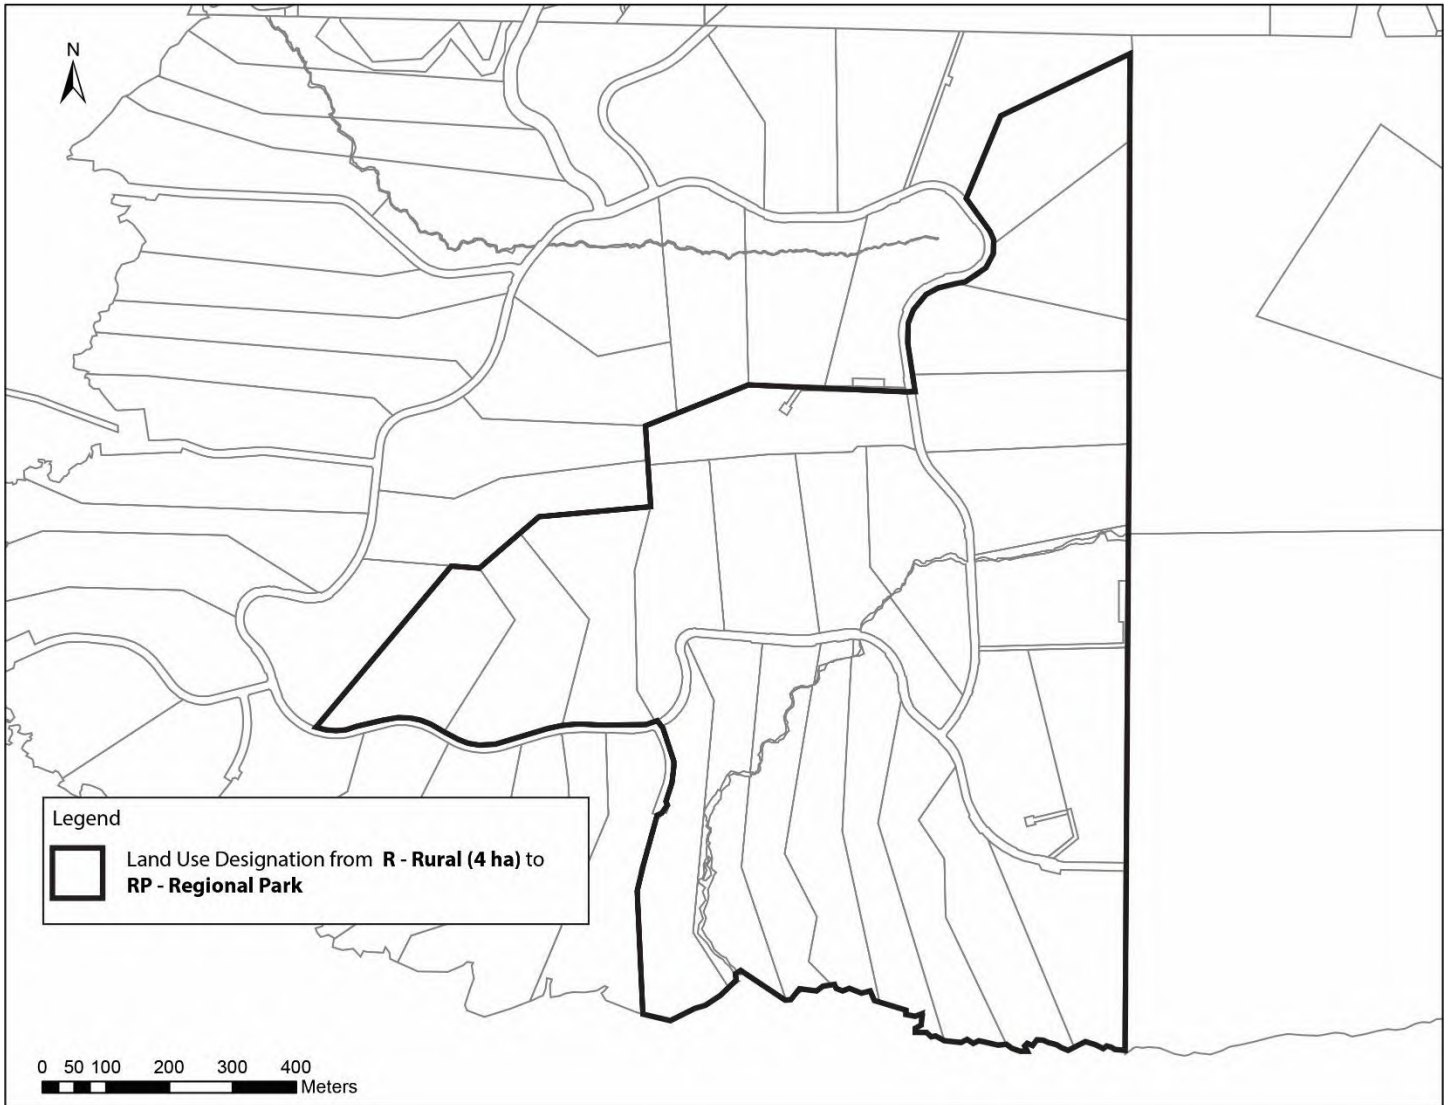 N
Legend
Land Use Designation from R - Rural (4 ha) to
RP - Regional Park
0 50 100 200 300 400
Meters